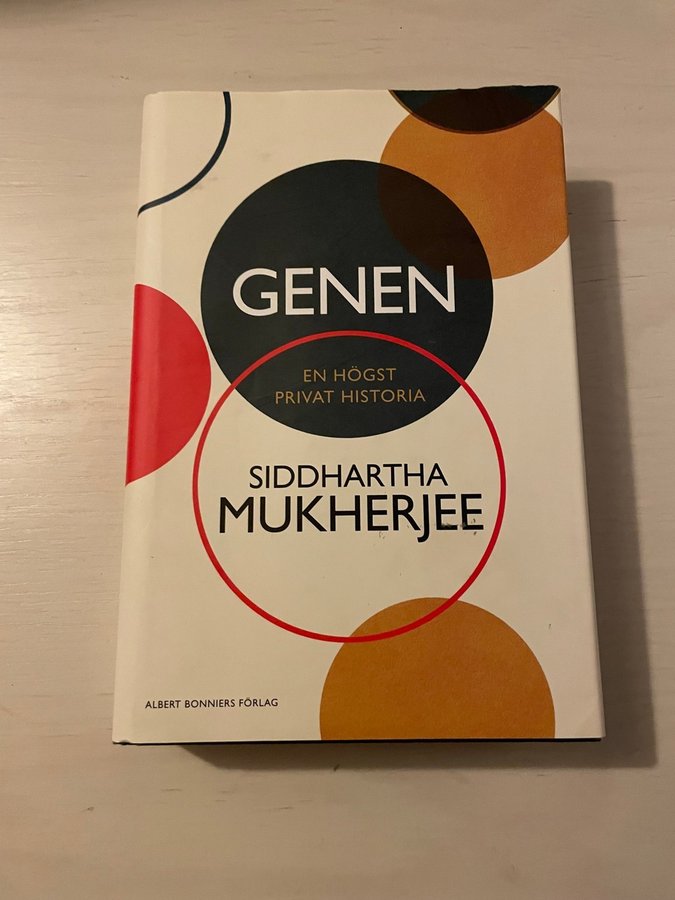 GENEN
EN HÖGST
PRIVAT HISTORIA
SIDDHARTHA
MUKHERJEE
ALBERT BONNIERS FÖRLAG